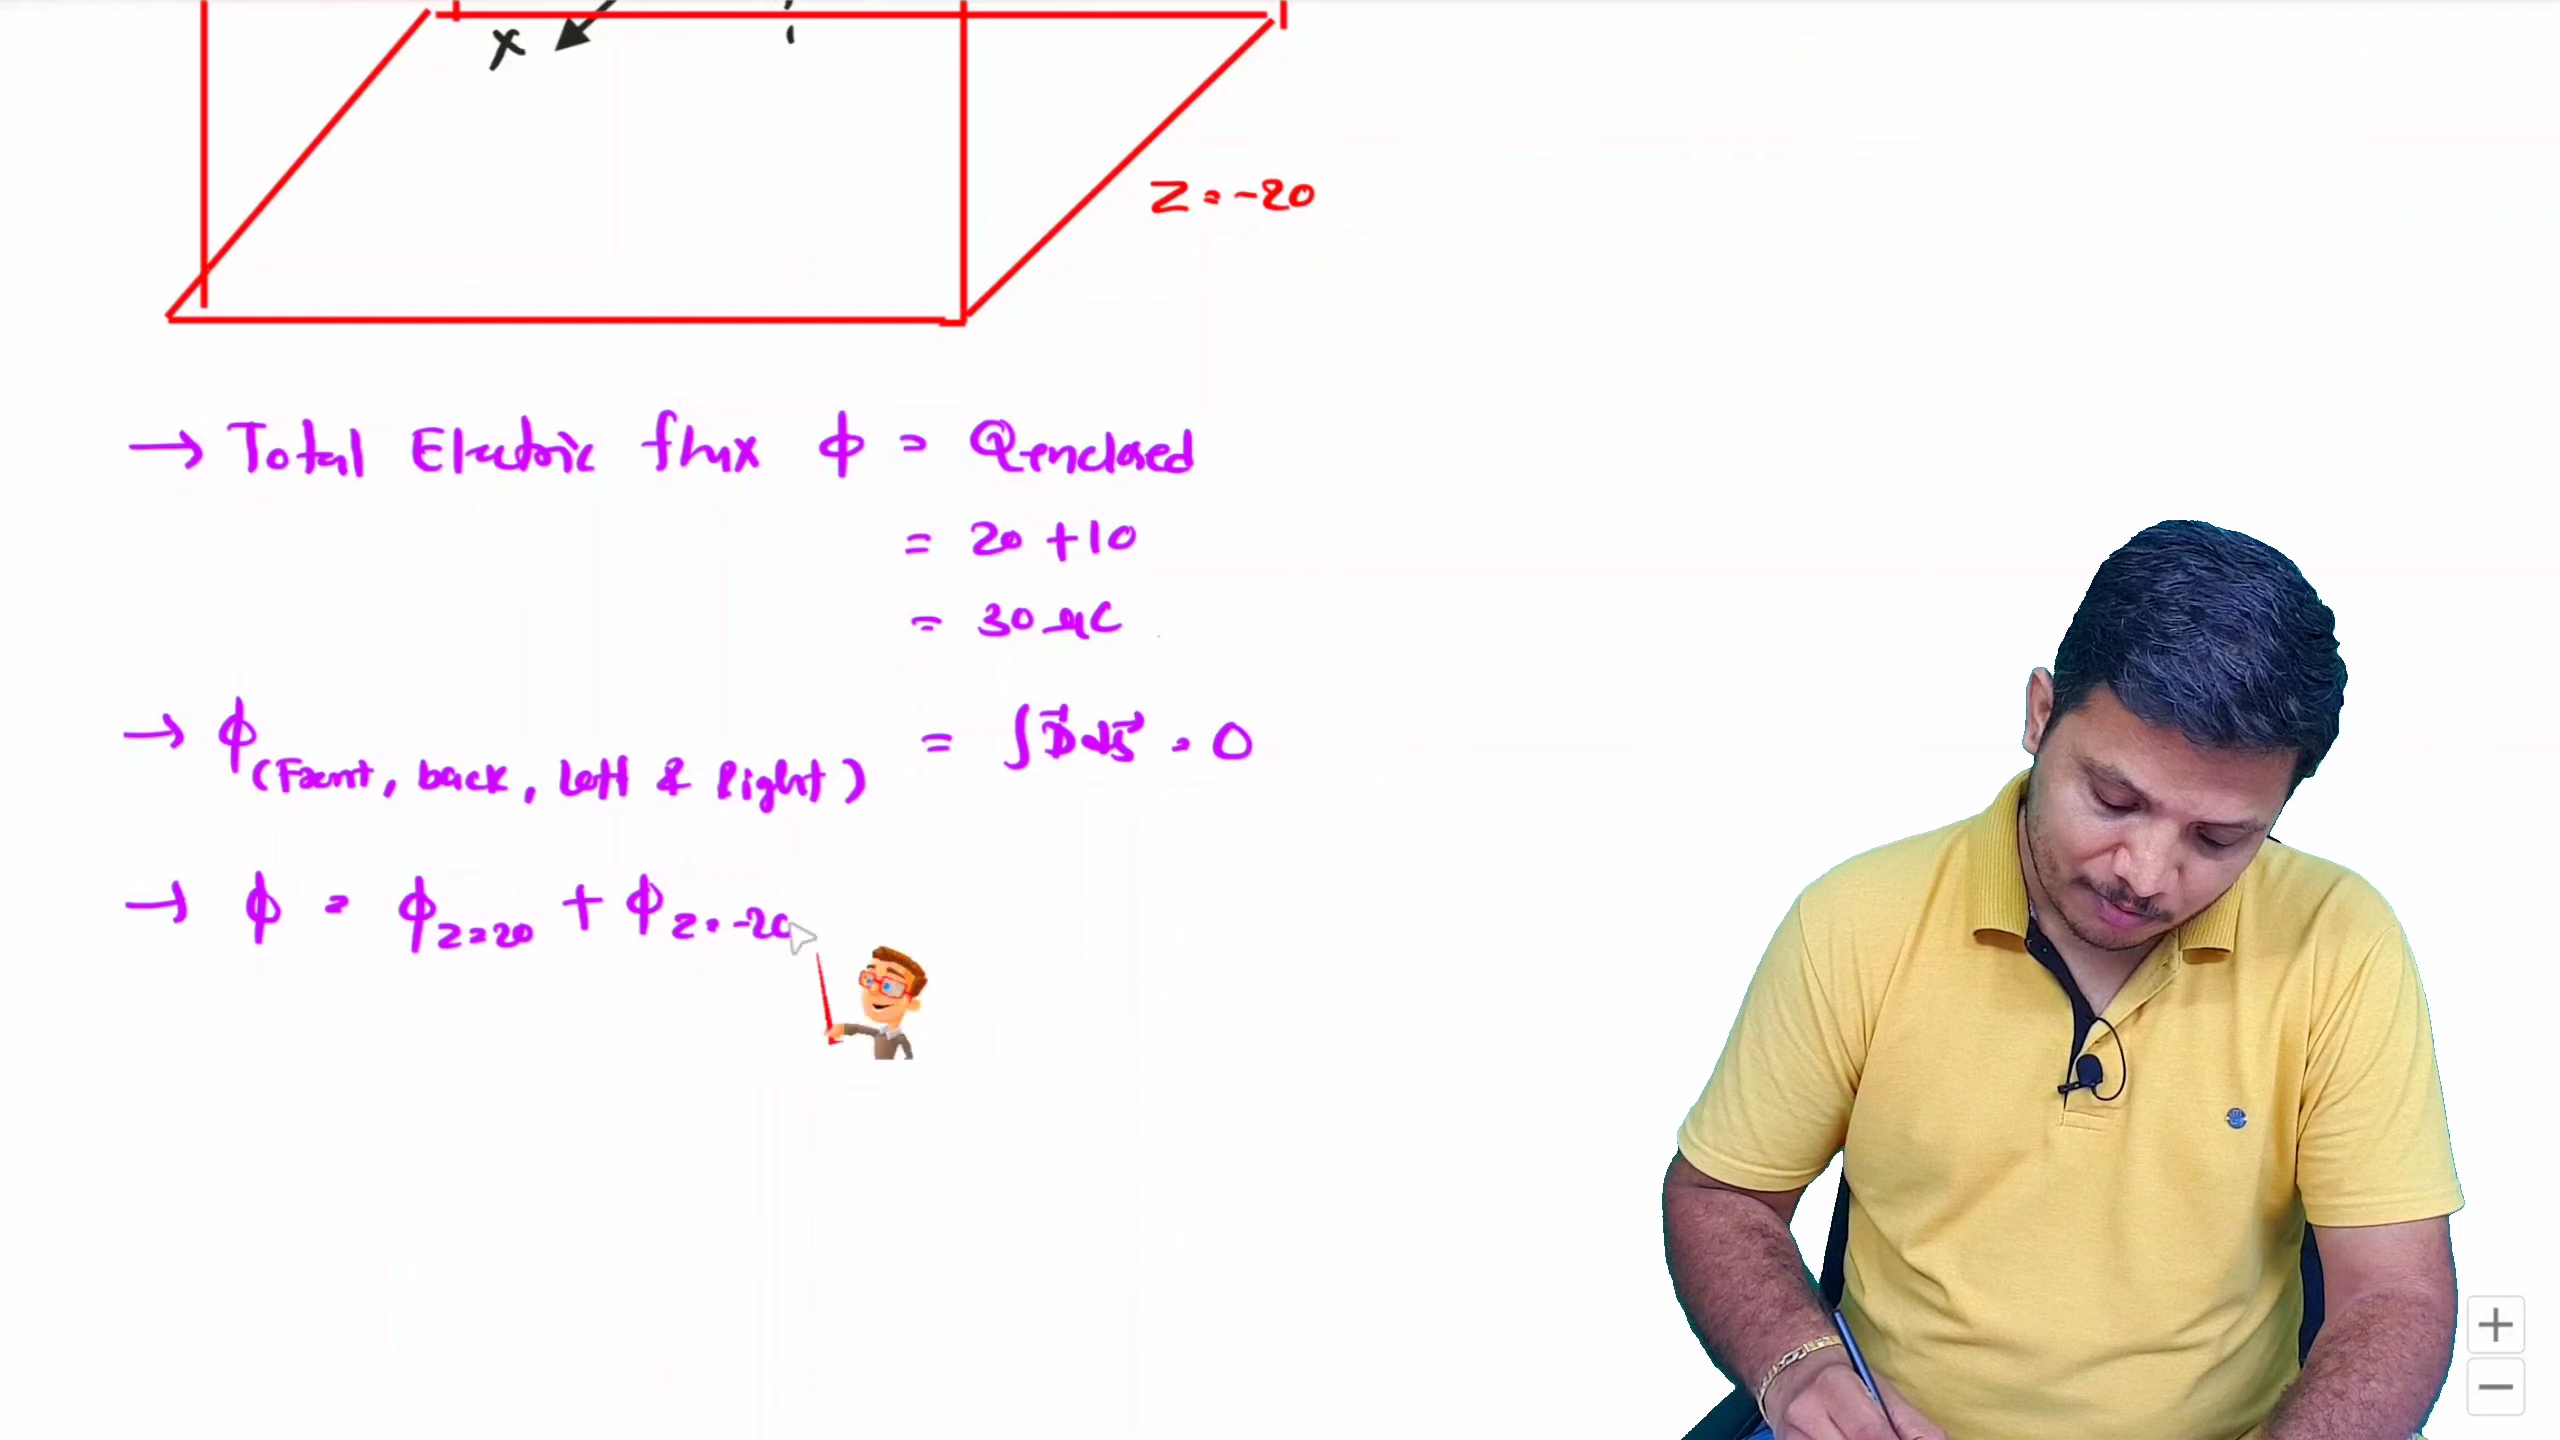 x
Z = -20
→ Total Electric flux ϕ = Qenclosed
= 20 + 10
= 30 μC
→ ϕ(Front, back, left & Right) = ∫D⃗ ds⃗ = 0
→ ϕ = ϕz=20 + ϕz=-20